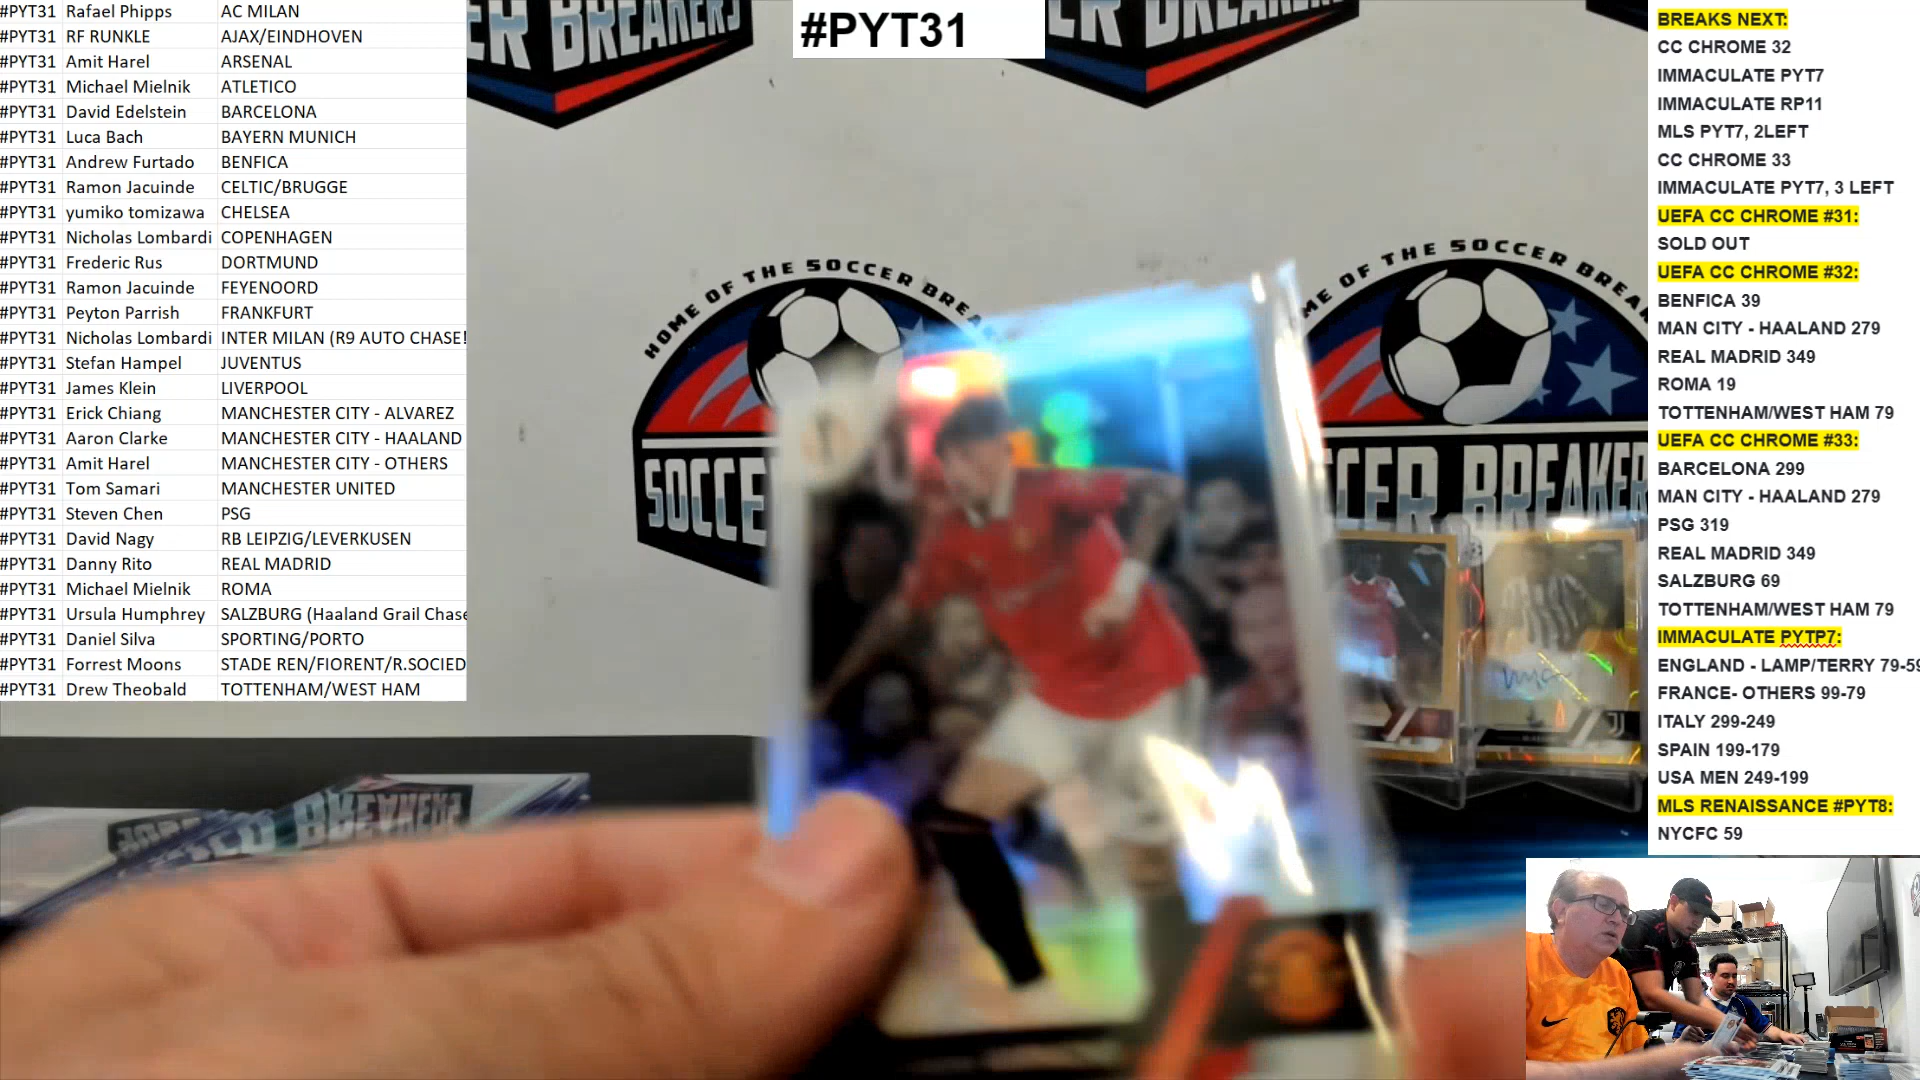 #PYT31 Rafael Phipps AC MILAN
#PYT31 RF RUNKLE AJAX/EINDHOVEN
#PYT31 Amit Harel ARSENAL
#PYT31 Michael Mielnik ATLETICO
#PYT31 David Edelstein BARCELONA
#PYT31 Luca Bach BAYERN MUNICH
#PYT31 Andrew Furtado BENFICA
#PYT31 Ramon Jacuinde CELTIC/BRUGGE
#PYT31 yumiko tomizawa CHELSEA
#PYT31 Nicholas Lombardi COPENHAGEN
#PYT31 Frederic Rus DORTMUND
#PYT31 Ramon Jacuinde FEYENOORD
#PYT31 Peyton Parrish FRANKFURT
#PYT31 Nicholas Lombardi INTER MILAN (R9 AUTO CHASE!
#PYT31 Stefan Hampel JUVENTUS
#PYT31 James Klein LIVERPOOL
#PYT31 Erick Chiang MANCHESTER CITY - ALVAREZ
#PYT31 Aaron Clarke MANCHESTER CITY - HAALAND
#PYT31 Amit Harel MANCHESTER CITY - OTHERS
#PYT31 Tom Samari MANCHESTER UNITED
#PYT31 Steven Chen PSG
#PYT31 David Nagy RB LEIPZIG/LEVERKUSEN
#PYT31 Danny Rito REAL MADRID
#PYT31 Michael Mielnik ROMA
#PYT31 Ursula Humphrey SALZBURG (Haaland Grail Chase
#PYT31 Daniel Silva SPORTING/PORTO
#PYT31 Forrest Moons STADE REN/FIORENT/R.SOCIED
#PYT31 Drew Theobald TOTTENHAM/WEST HAM
#PYT31
ER BREAKERS
ER BREAKERS
HOME OF THE SOCCER BREA
SOCCE
ME OF THE SOCCER BREAK
CCER BREAKERS
BREAKERS
BREAKS NEXT:
CC CHROME 32
IMMACULATE PYT7
IMMACULATE RP11
MLS PYT7, 2LEFT
CC CHROME 33
IMMACULATE PYT7, 3 LEFT
UEFA CC CHROME #31:
SOLD OUT
UEFA CC CHROME #32:
BENFICA 39
MAN CITY - HAALAND 279
REAL MADRID 349
ROMA 19
TOTTENHAM/WEST HAM 79
UEFA CC CHROME #33:
BARCELONA 299
MAN CITY - HAALAND 279
PSG 319
REAL MADRID 349
SALZBURG 69
TOTTENHAM/WEST HAM 79
IMMACULATE PYTP7:
ENGLAND - LAMP/TERRY 79-59
FRANCE- OTHERS 99-79
ITALY 299-249
SPAIN 199-179
USA MEN 249-199
MLS RENAISSANCE #PYT8:
NYCFC 59